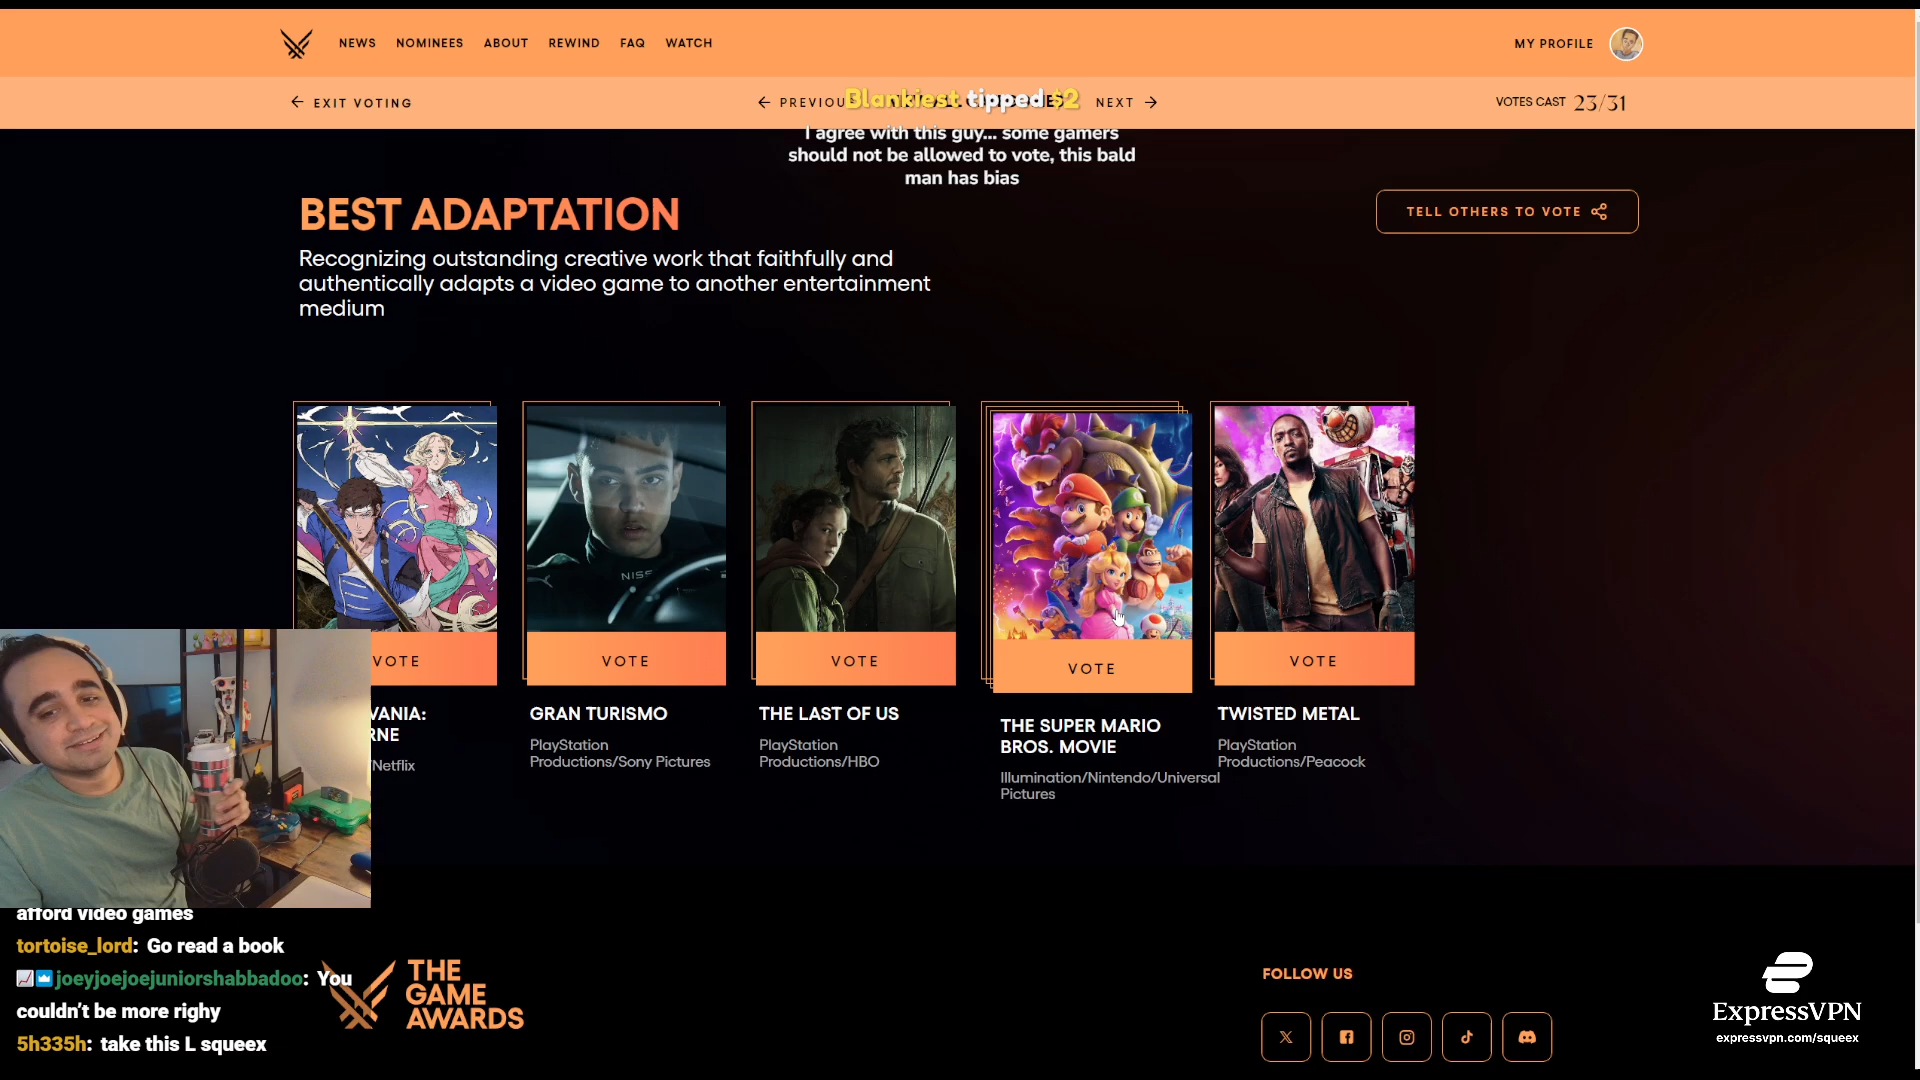 NEWS NOMINEES ABOUT REWIND FAQ WATCH
MY PROFILE
EXIT VOTING
PREVIOUS
NEXT
VOTES CAST 23/31
Blankiest tipped $2
I agree with this guy... some gamers
should not be allowed to vote, this bald
man has bias
BEST ADAPTATION
TELL OTHERS TO VOTE
Recognizing outstanding creative work that faithfully and
authentically adapts a video game to another entertainment
medium
NISS
VOTE
VOTE
VOTE
VOTE
VOTE
VANIA:
RNE
/Netflix
GRAN TURISMO
PlayStation
Productions/Sony Pictures
THE LAST OF US
PlayStation
Productions/HBO
THE SUPER MARIO
BROS. MOVIE
Illumination/Nintendo/Universal
Pictures
TWISTED METAL
PlayStation
Productions/Peacock
afford video games
tortoise_lord: Go read a book
joeyjoejoejuniorshabbadoo: You
couldn't be more righy
5h335h: take this L squeex
THE
GAME
AWARDS
FOLLOW US
ExpressVPN
expressvpn.com/squeex